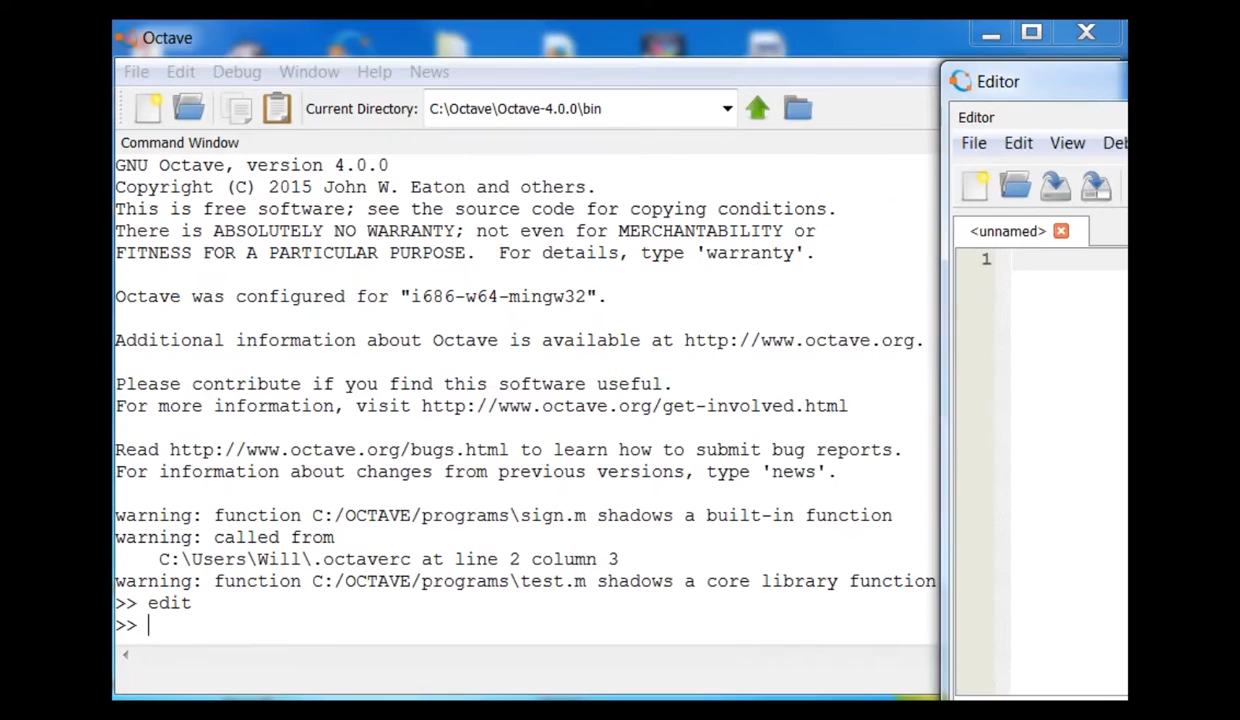 Octave
File Edit Debug Window Help News
Current Directory: C:\Octave\Octave-4.0.0\bin
Command Window
GNU Octave, version 4.0.0
Copyright (C) 2015 John W. Eaton and others.
This is free software; see the source code for copying conditions.
There is ABSOLUTELY NO WARRANTY; not even for MERCHANTABILITY or
FITNESS FOR A PARTICULAR PURPOSE.  For details, type 'warranty'.
Octave was configured for "i686-w64-mingw32".
Additional information about Octave is available at http://www.octave.org.
Please contribute if you find this software useful.
For more information, visit http://www.octave.org/get-involved.html
Read http://www.octave.org/bugs.html to learn how to submit bug reports.
For information about changes from previous versions, type 'news'.
warning: function C:/OCTAVE/programs\sign.m shadows a built-in function
warning: called from
C:\Users\Will\.octaverc at line 2 column 3
warning: function C:/OCTAVE/programs\test.m shadows a core library function
>> edit
>>
Editor
Editor
File Edit View Deb
<unnamed>
1